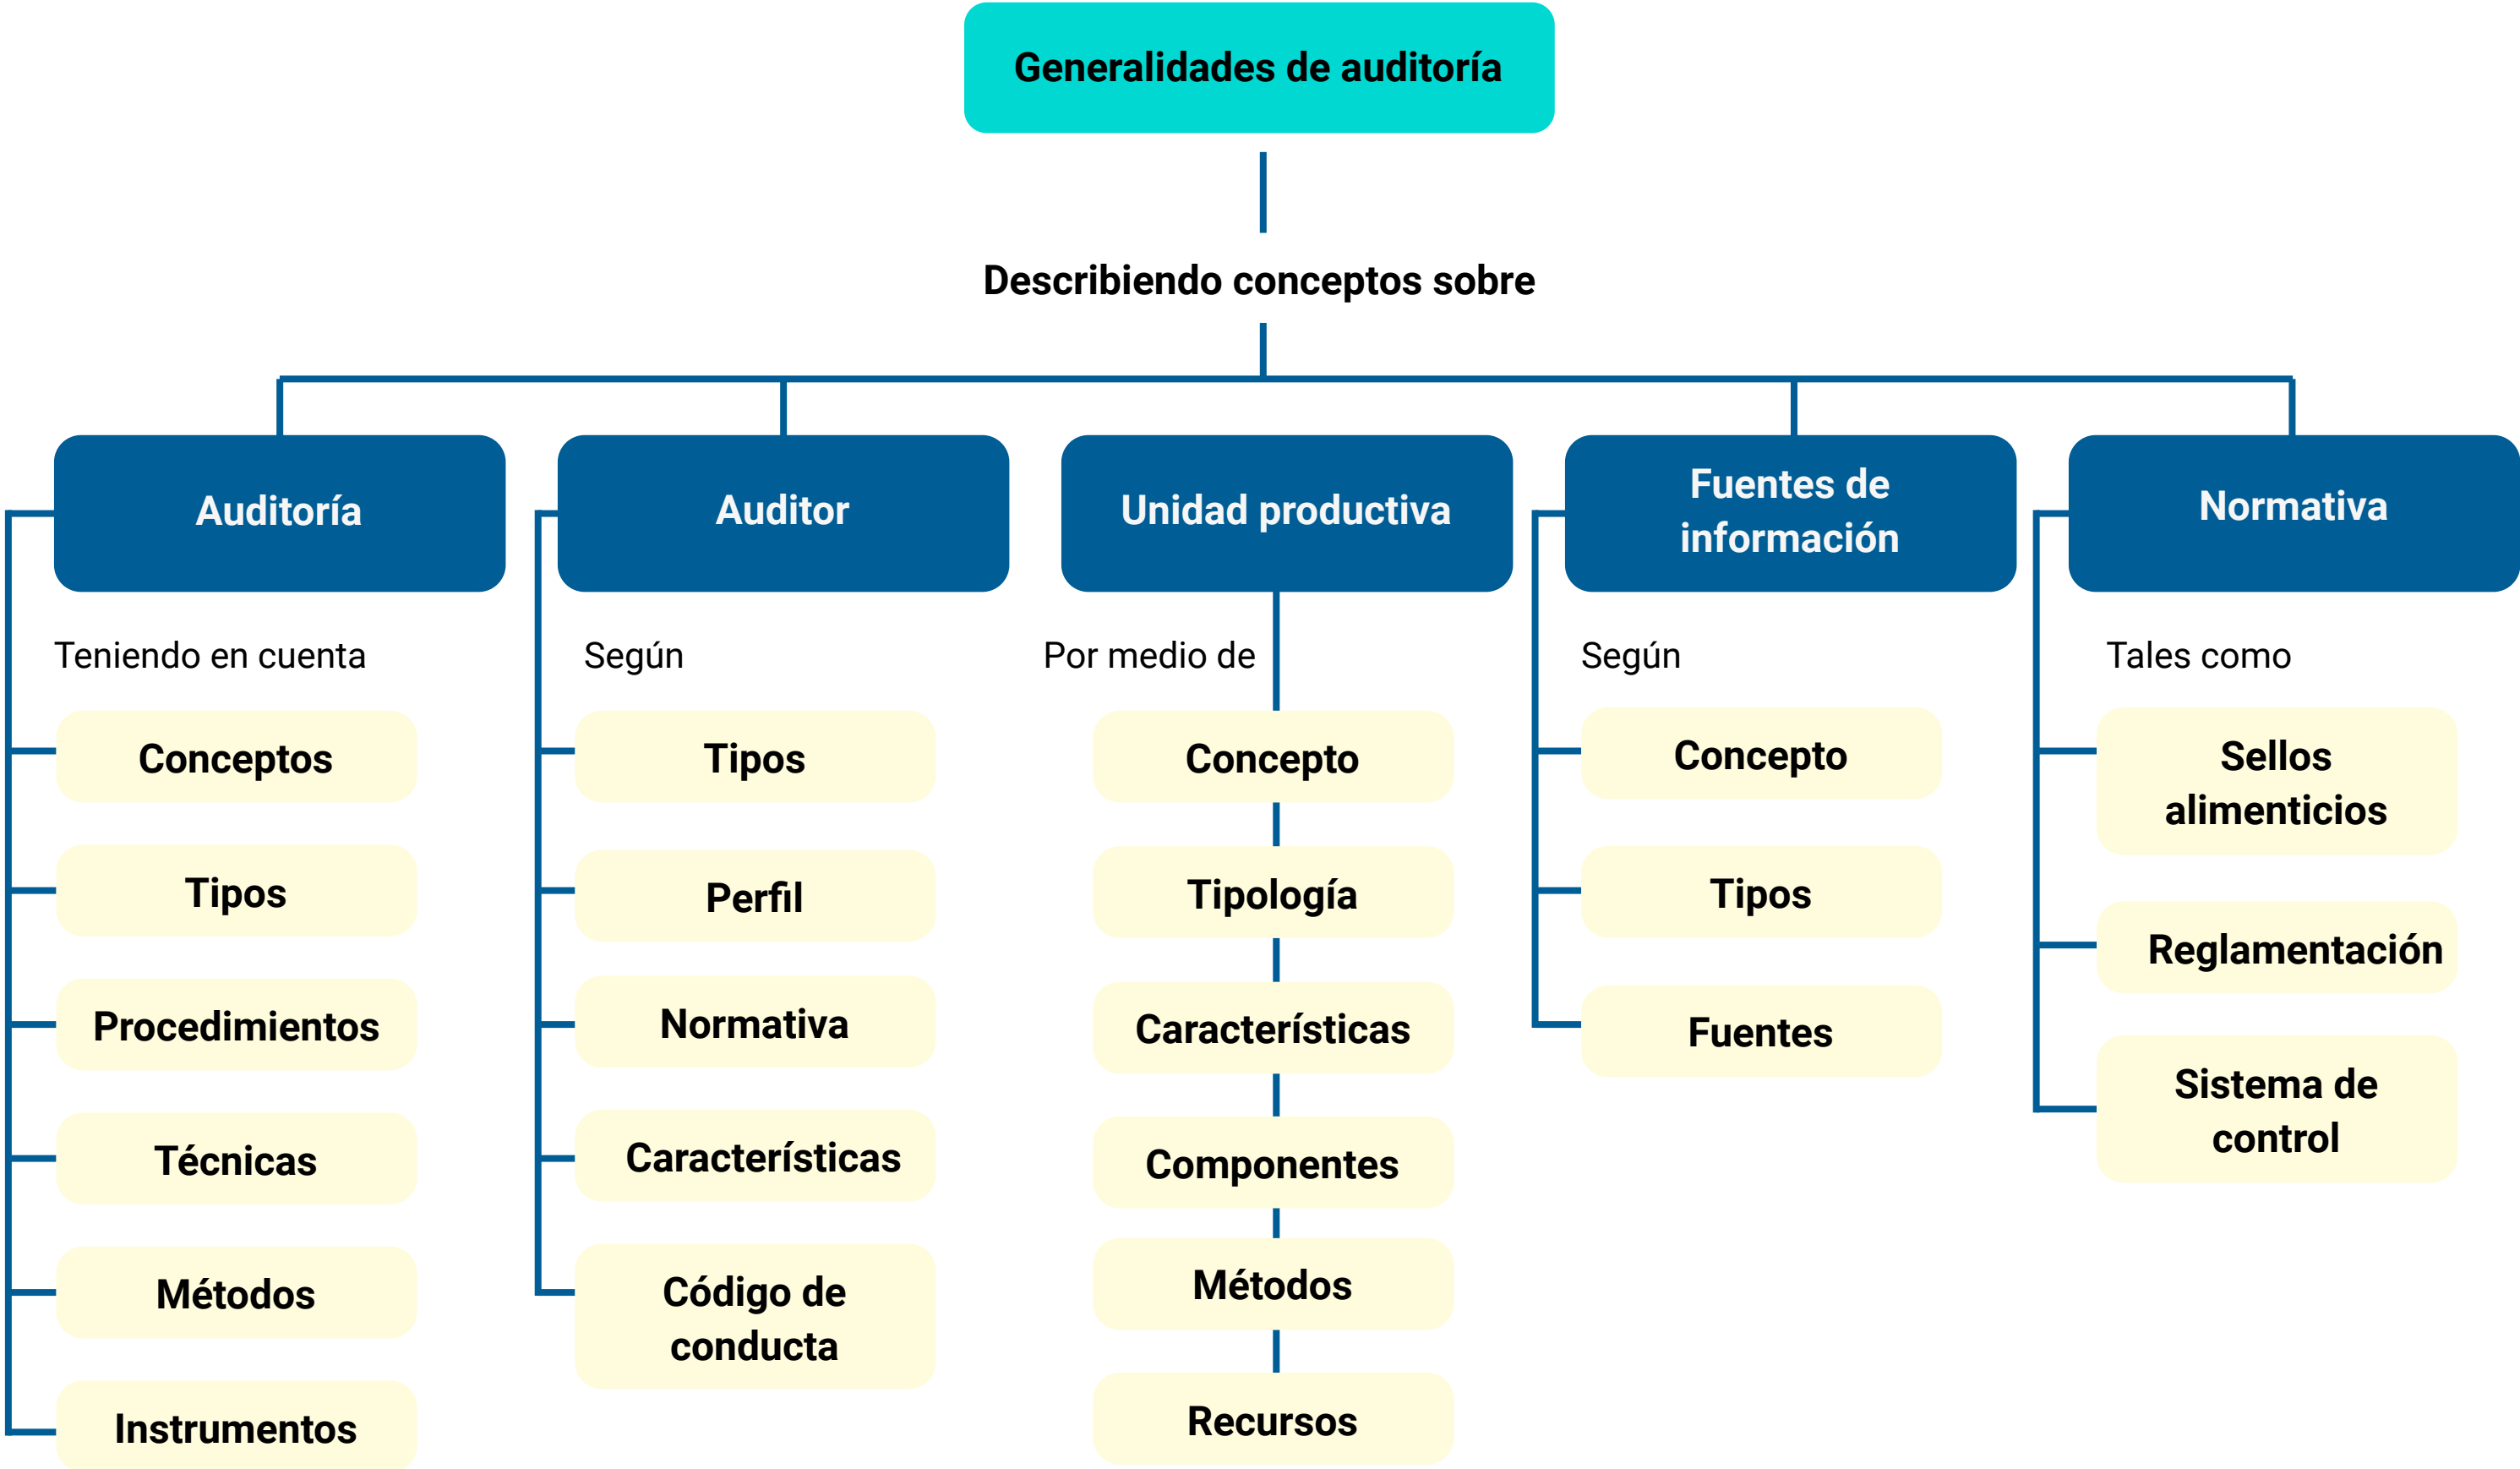 Generalidades de auditoría
Describiendo conceptos sobre
Auditoría
Teniendo en cuenta
Conceptos
Tipos
Procedimientos
Técnicas
Métodos
Instrumentos
Auditor
Según
Tipos
Perfil
Normativa
Características
Código de
conducta
Unidad productiva
Por medio de
Concepto
Tipología
Características
Componentes
Métodos
Recursos
Fuentes de
información
Según
Concepto
Tipos
Fuentes
Normativa
Tales como
Sellos
alimenticios
Reglamentación
Sistema de
control